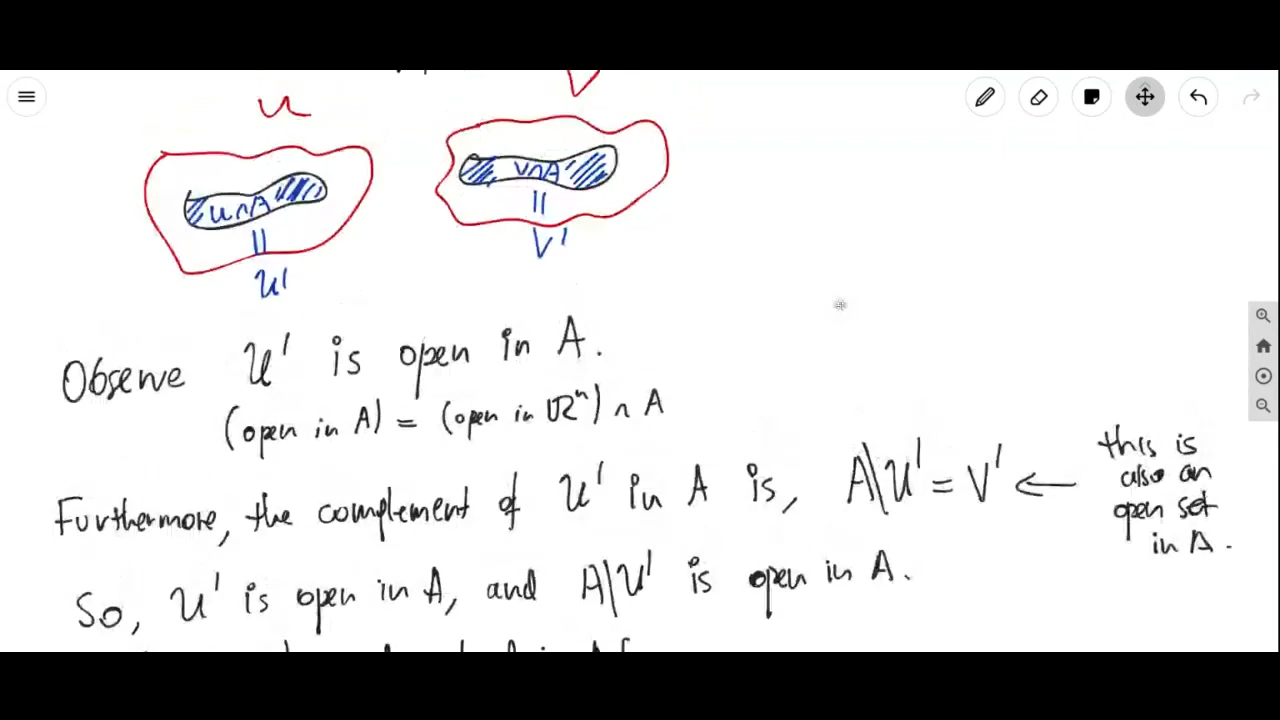 U
V
U∩A
V∩A
||
||
U'
V'
Observe U' is open in A.
(open in A) = (open in ℝⁿ) ∩ A
Furthermore, the complement of U' in A is, A\U' = V' ← this is
also an
open set
in A.
So, U' is open in A, and A\U' is open in A.